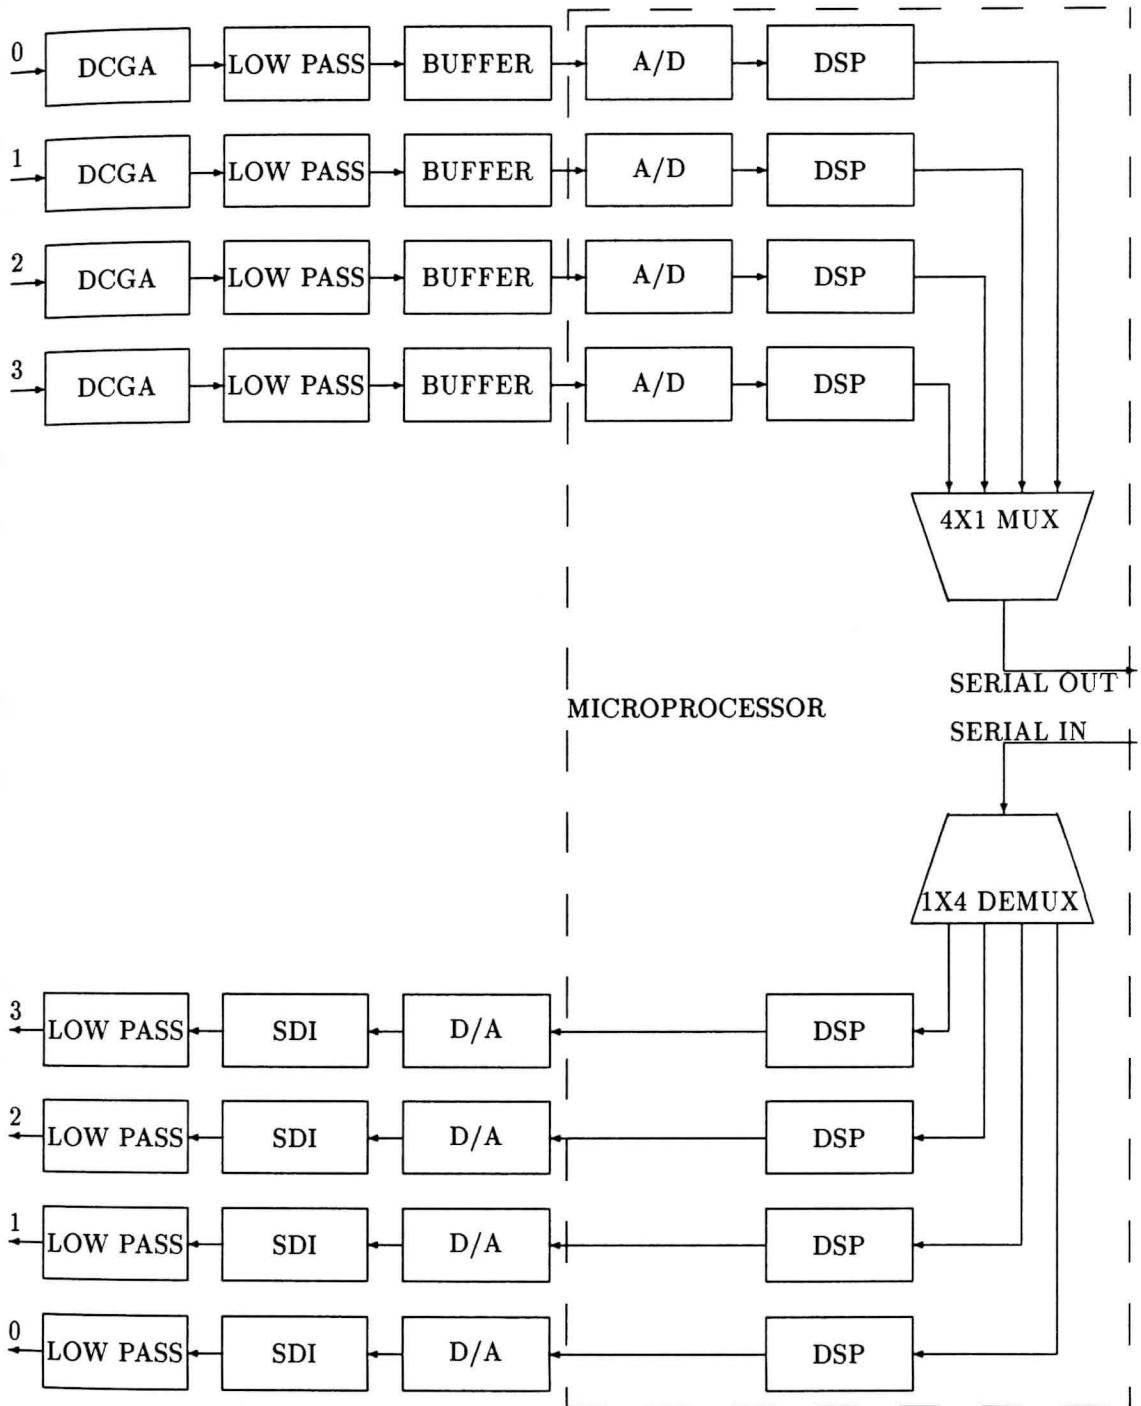 0
DCGA LOW PASS BUFFER A/D DSP
1
DCGA LOW PASS BUFFER A/D DSP
2
DCGA LOW PASS BUFFER A/D DSP
3
DCGA LOW PASS BUFFER A/D DSP
4X1 MUX
SERIAL OUT
MICROPROCESSOR
SERIAL IN
1X4 DEMUX
3
LOW PASS SDI D/A DSP
2
LOW PASS SDI D/A DSP
1
LOW PASS SDI D/A DSP
0
LOW PASS SDI D/A DSP